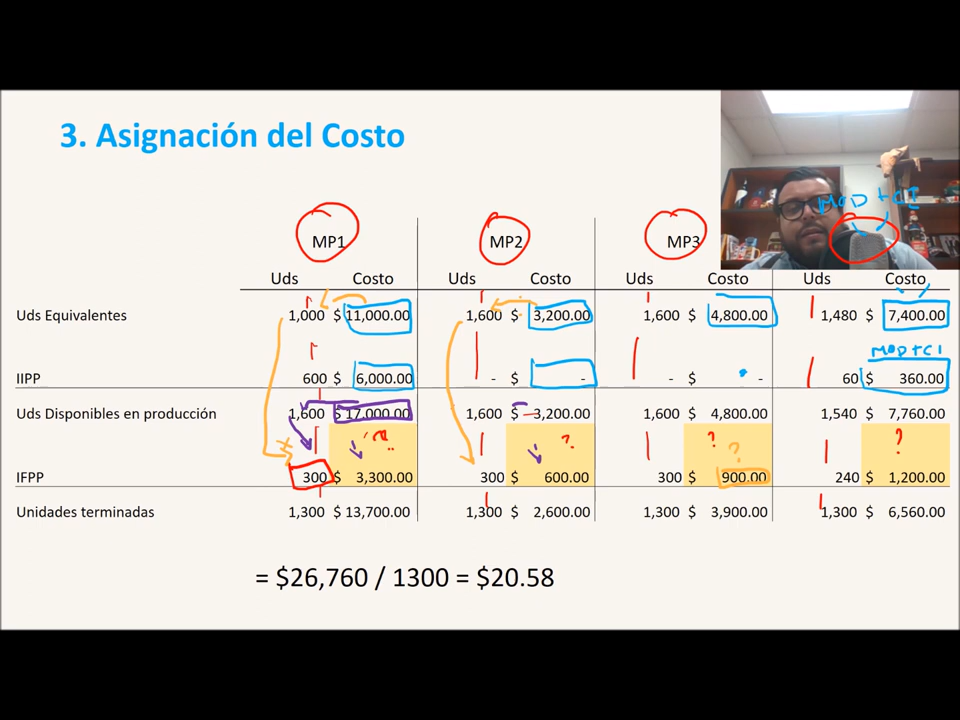 3. Asignación del Costo
MOD + CI
MP1 MP2 MP3
Uds Costo Uds Costo Uds Costo Uds Costo
Uds Equivalentes 1,000 $ 11,000.00 1,600 $ 3,200.00 1,600 $ 4,800.00 1,480 $ 7,400.00
MOD+CI
IIPP 600 $ 6,000.00 - $ - - $ - 60 $ 360.00
Uds Disponibles en producción 1,600 $ 17,000.00 1,600 $ 3,200.00 1,600 $ 4,800.00 1,540 $ 7,760.00
? ? ? ?
IFPP 300 $ 3,300.00 300 $ 600.00 300 $ 900.00 240 $ 1,200.00
Unidades terminadas 1,300 $ 13,700.00 1,300 $ 2,600.00 1,300 $ 3,900.00 1,300 $ 6,560.00
= $26,760 / 1300 = $20.58